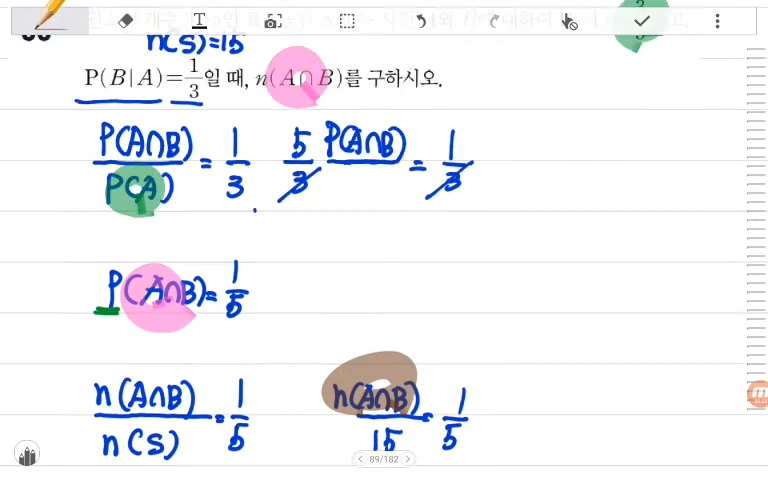 n(S)=15
P(B|A)=1/3일 때, n(A∩B)를 구하시오.
P(A∩B)/P(A) = 1/3   5/3 P(A∩B) = 1/3
P(A∩B)=1/5
n(A∩B)/n(S) = 1/5   n(A∩B)/15 = 1/5
89/182